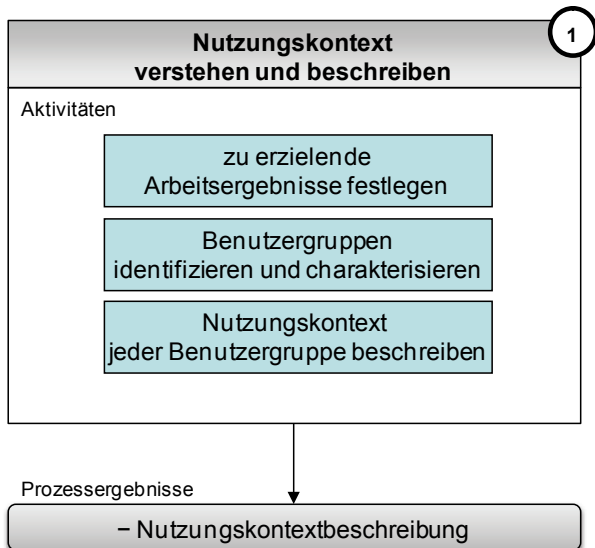 1
Nutzungskontext
verstehen und beschreiben
Aktivitäten
zu erzielende
Arbeitsergebnisse festlegen
Benutzergruppen
identifizieren und charakterisieren
Nutzungskontext
jeder Benutzergruppe beschreiben
Prozessergebnisse
– Nutzungskontextbeschreibung